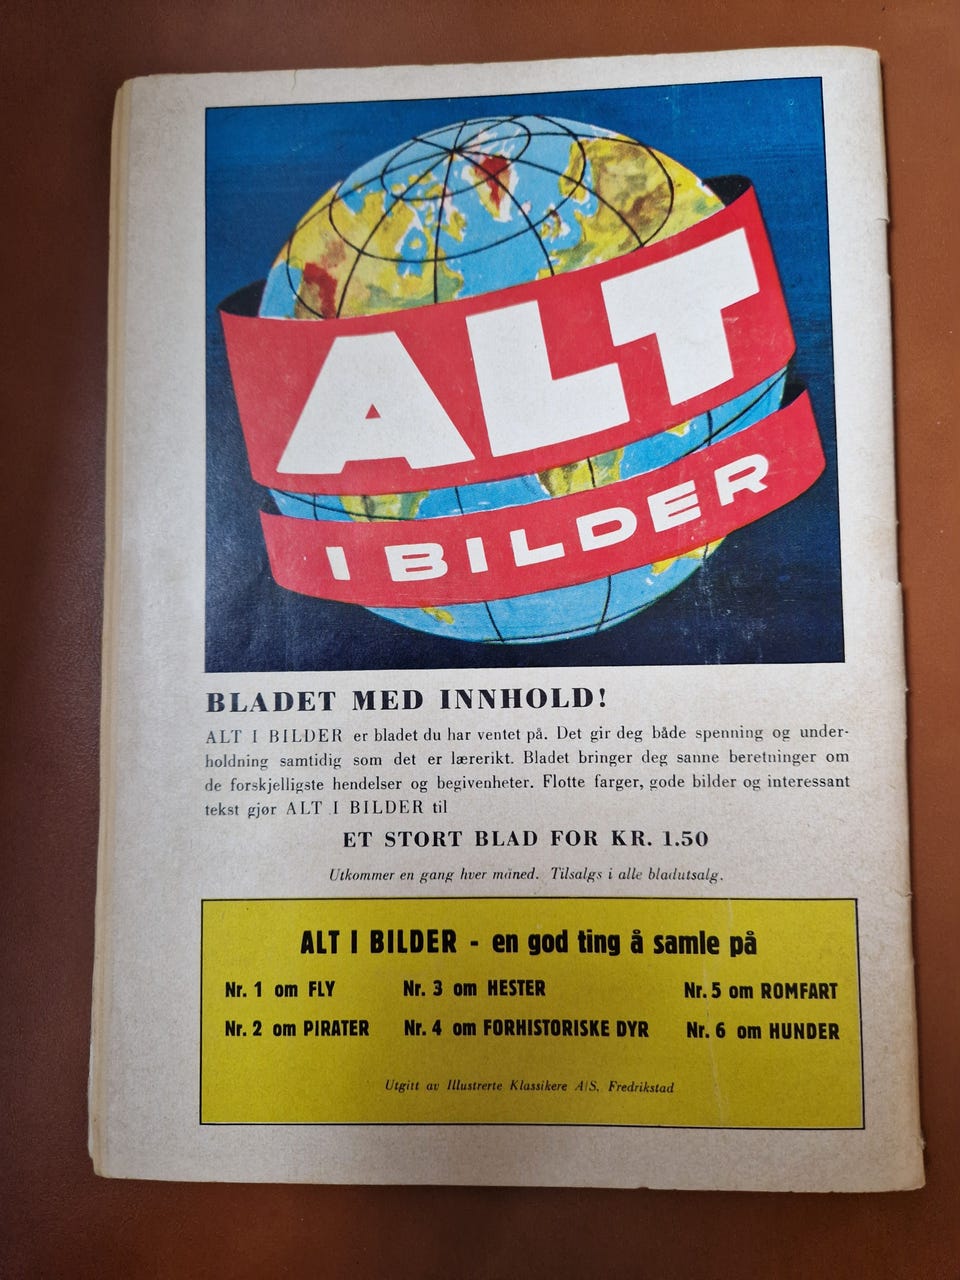 ALT
I BILDER
BLADET MED INNHOLD!
ALT I BILDER er bladet du har ventet på. Det gir deg både spenning og under-
holdning samtidig som det er lærerikt. Bladet bringer deg sanne beretninger om
de forskjelligste hendelser og begivenheter. Flotte farger, gode bilder og interessant
tekst gjør ALT I BILDER til
ET STORT BLAD FOR KR. 1.50
Utkommer en gang hver måned. Tilsalgs i alle bladutsalg.
ALT I BILDER - en god ting å samle på
Nr. 1 om FLY Nr. 3 om HESTER Nr. 5 om ROMFART
Nr. 2 om PIRATER Nr. 4 om FORHISTORISKE DYR Nr. 6 om HUNDER
Utgitt av Illustrerte Klassikere A/S, Fredrikstad